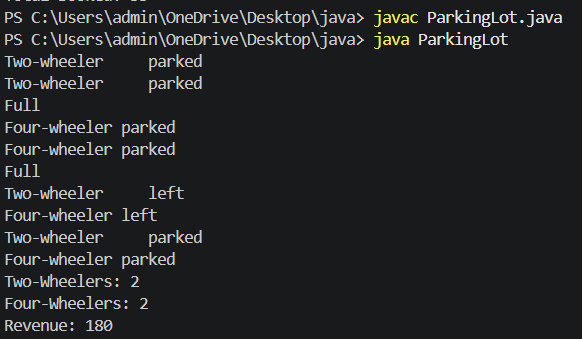 PS C:\Users\admin\OneDrive\Desktop\java> javac ParkingLot.java
PS C:\Users\admin\OneDrive\Desktop\java> java ParkingLot
Two-wheeler     parked
Two-wheeler     parked
Full
Four-wheeler parked
Four-wheeler parked
Full
Two-wheeler     left
Four-wheeler left
Two-wheeler     parked
Four-wheeler parked
Two-Wheelers: 2
Four-Wheelers: 2
Revenue: 180